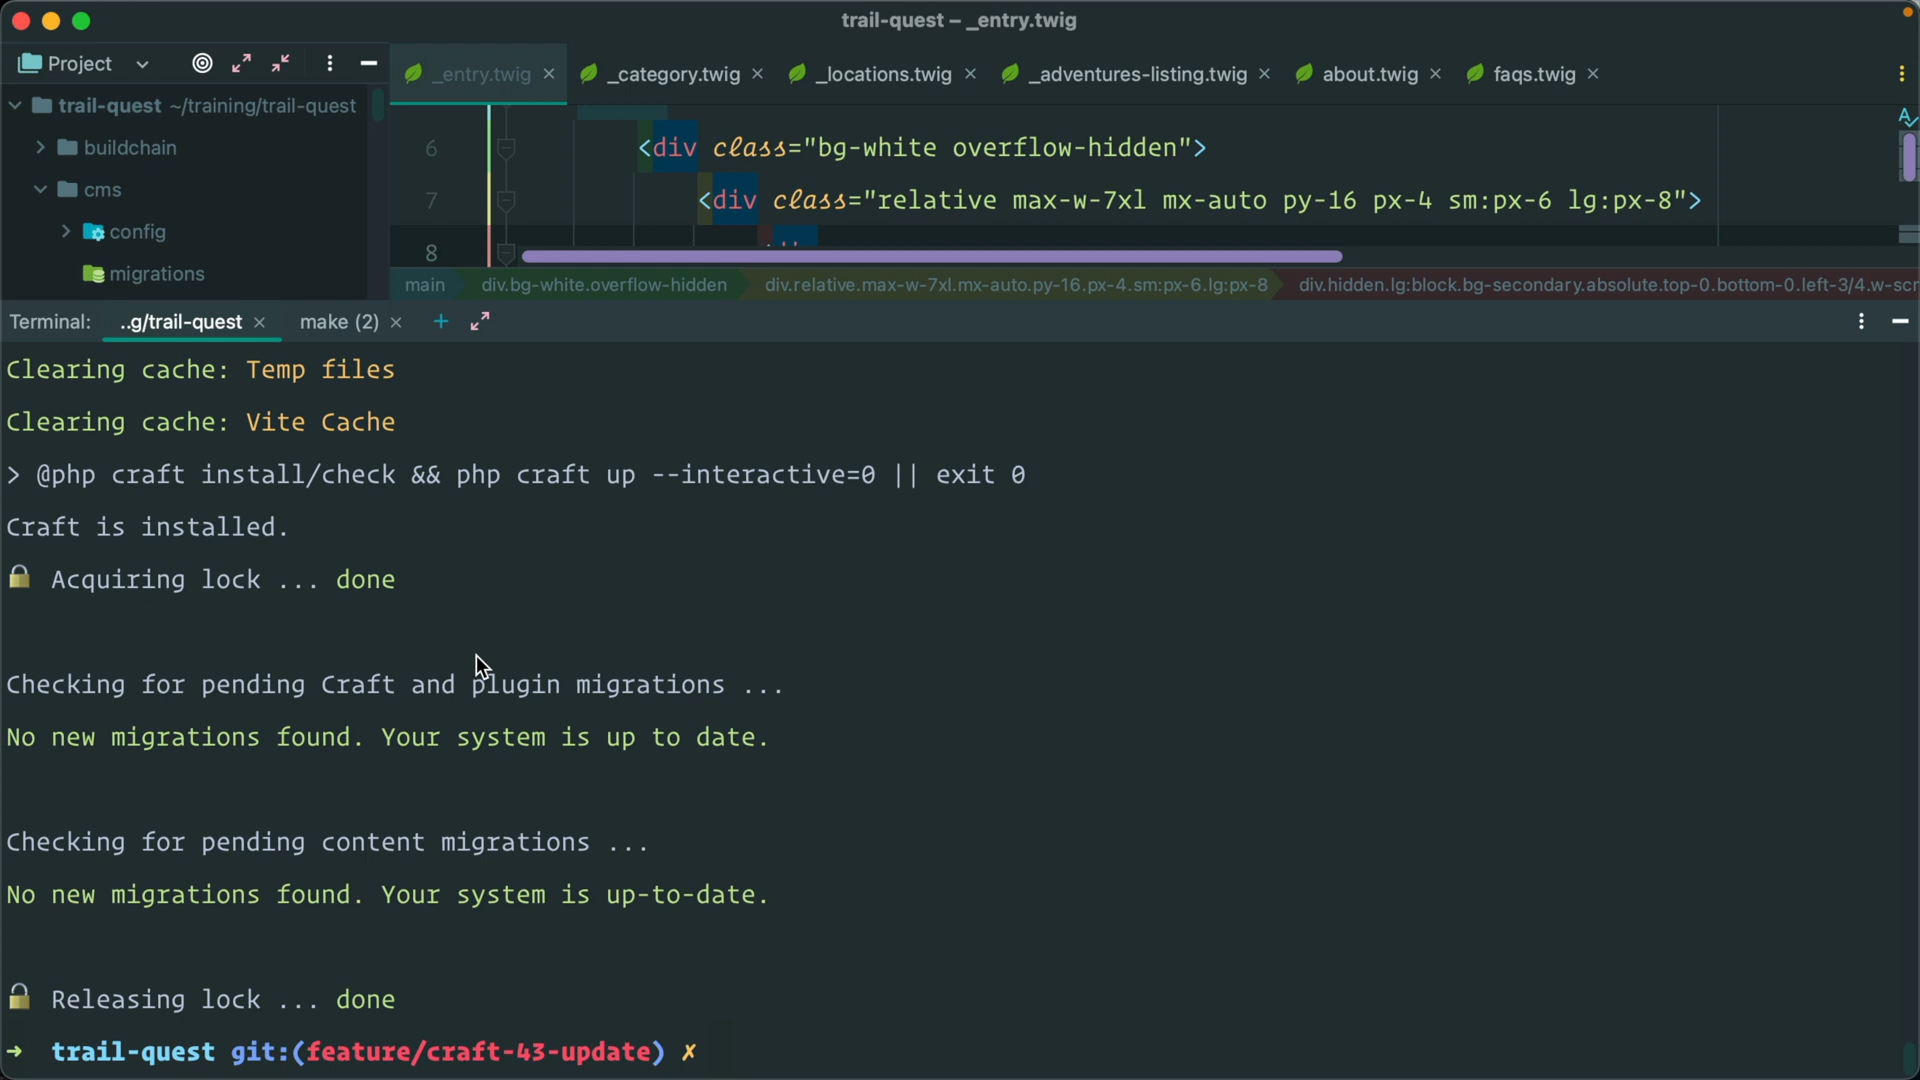 trail-quest – _entry.twig
Project
_entry.twig
_category.twig
_locations.twig
_adventures-listing.twig
about.twig
faqs.twig
trail-quest ~/training/trail-quest
buildchain
cms
config
migrations
6 <div class="bg-white overflow-hidden">
7 <div class="relative max-w-7xl mx-auto py-16 px-4 sm:px-6 lg:px-8">
8
main div.bg-white.overflow-hidden div.relative.max-w-7xl.mx-auto.py-16.px-4.sm:px-6.lg:px-8 div.hidden.lg:block.bg-secondary.absolute.top-0.bottom-0.left-3/4.w-scr
Terminal: ..g/trail-quest × make (2) × +
Clearing cache: Temp files
Clearing cache: Vite Cache
> @php craft install/check && php craft up --interactive=0 || exit 0
Craft is installed.
Acquiring lock ... done
Checking for pending Craft and plugin migrations ...
No new migrations found. Your system is up to date.
Checking for pending content migrations ...
No new migrations found. Your system is up-to-date.
Releasing lock ... done
➜ trail-quest git:(feature/craft-43-update) ✗